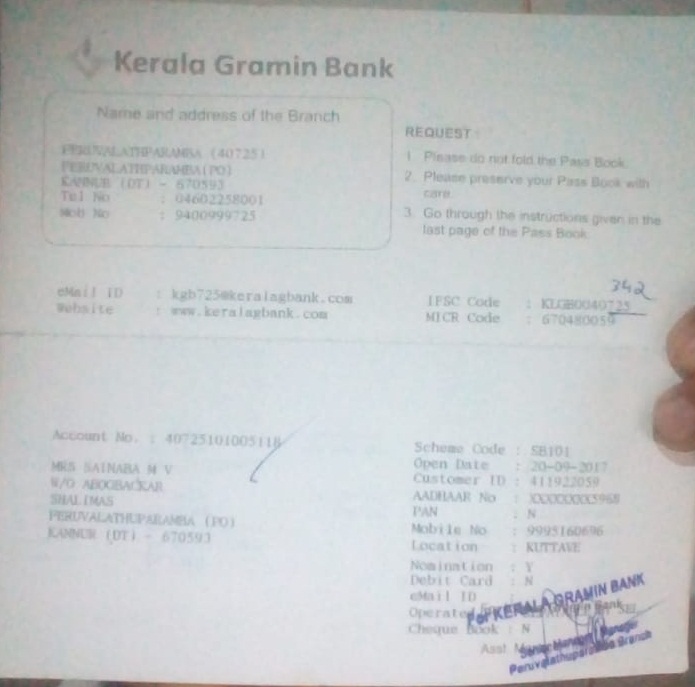 Kerala Gramin Bank
Name and address of the Branch
PERUVALATHPARAMBA (40725)
PERUVALATHPARAMBA(PO)
KANNUR (DT) - 670593
Tel No : 04602258001
Mob No : 9400999725
REQUEST :
1. Please do not fold the Pass Book.
2. Please preserve your Pass Book with
care.
3. Go through the instructions given in the
last page of the Pass Book.
eMail ID : kgb725@keralagbank.com
Website : www.keralagbank.com
342
IFSC Code : KLGB0040725
MICR Code : 670480059
Account No. : 40725101005118
MRS SAINABA M V
W/O ABOOBACKAR
SHALIMAS
PERUVALATHUPARAMBA (PO)
KANNUR (DT) - 670593
Scheme Code : SB101
Open Date : 20-09-2017
Customer ID : 411922059
AADHAAR No : XXXXXXXX5968
PAN : N
Mobile No : 9995160696
Location : KUTTAVE
Nomination : Y
Debit Card : N
eMail ID :
Operated SELF
Cheque Book : N
For KERALA GRAMIN BANK
Asst
Senior Manager / Manager
Peruvalathuparamba Branch